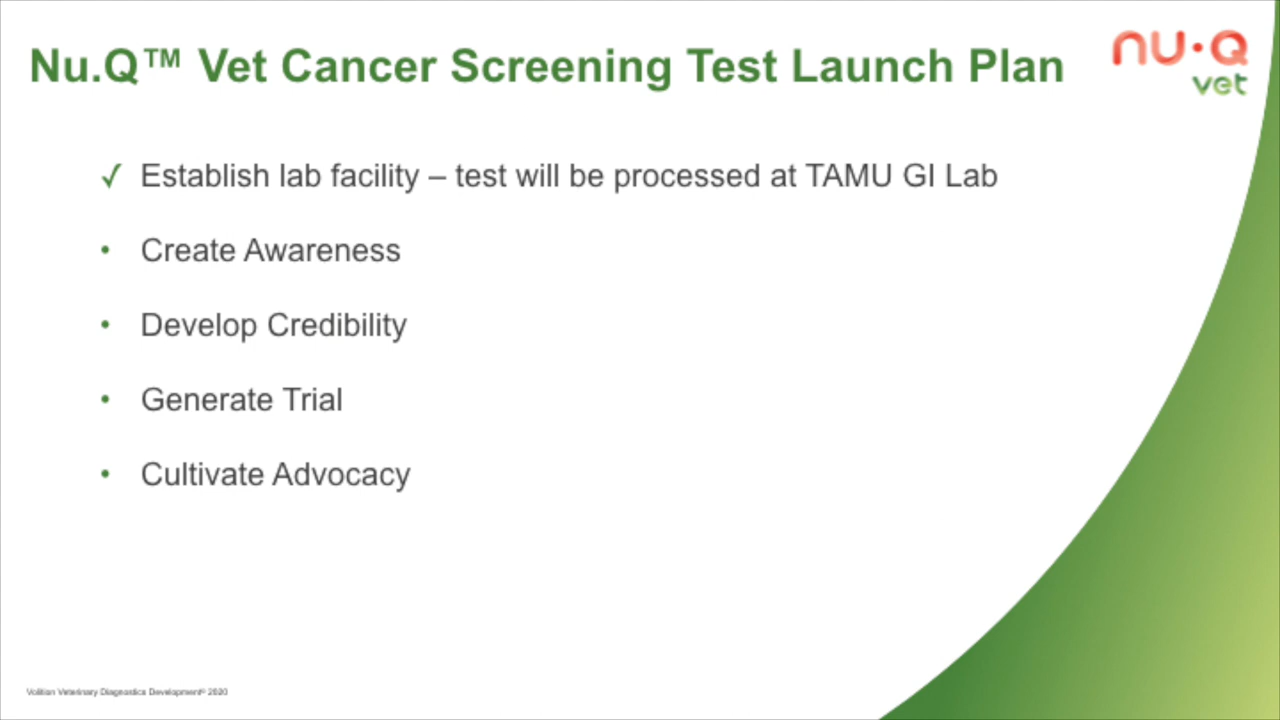 Nu.Q™ Vet Cancer Screening Test Launch Plan
nu·Q
vet
✓ Establish lab facility – test will be processed at TAMU GI Lab
• Create Awareness
• Develop Credibility
• Generate Trial
• Cultivate Advocacy
Volition Veterinary Diagnostics Development© 2020